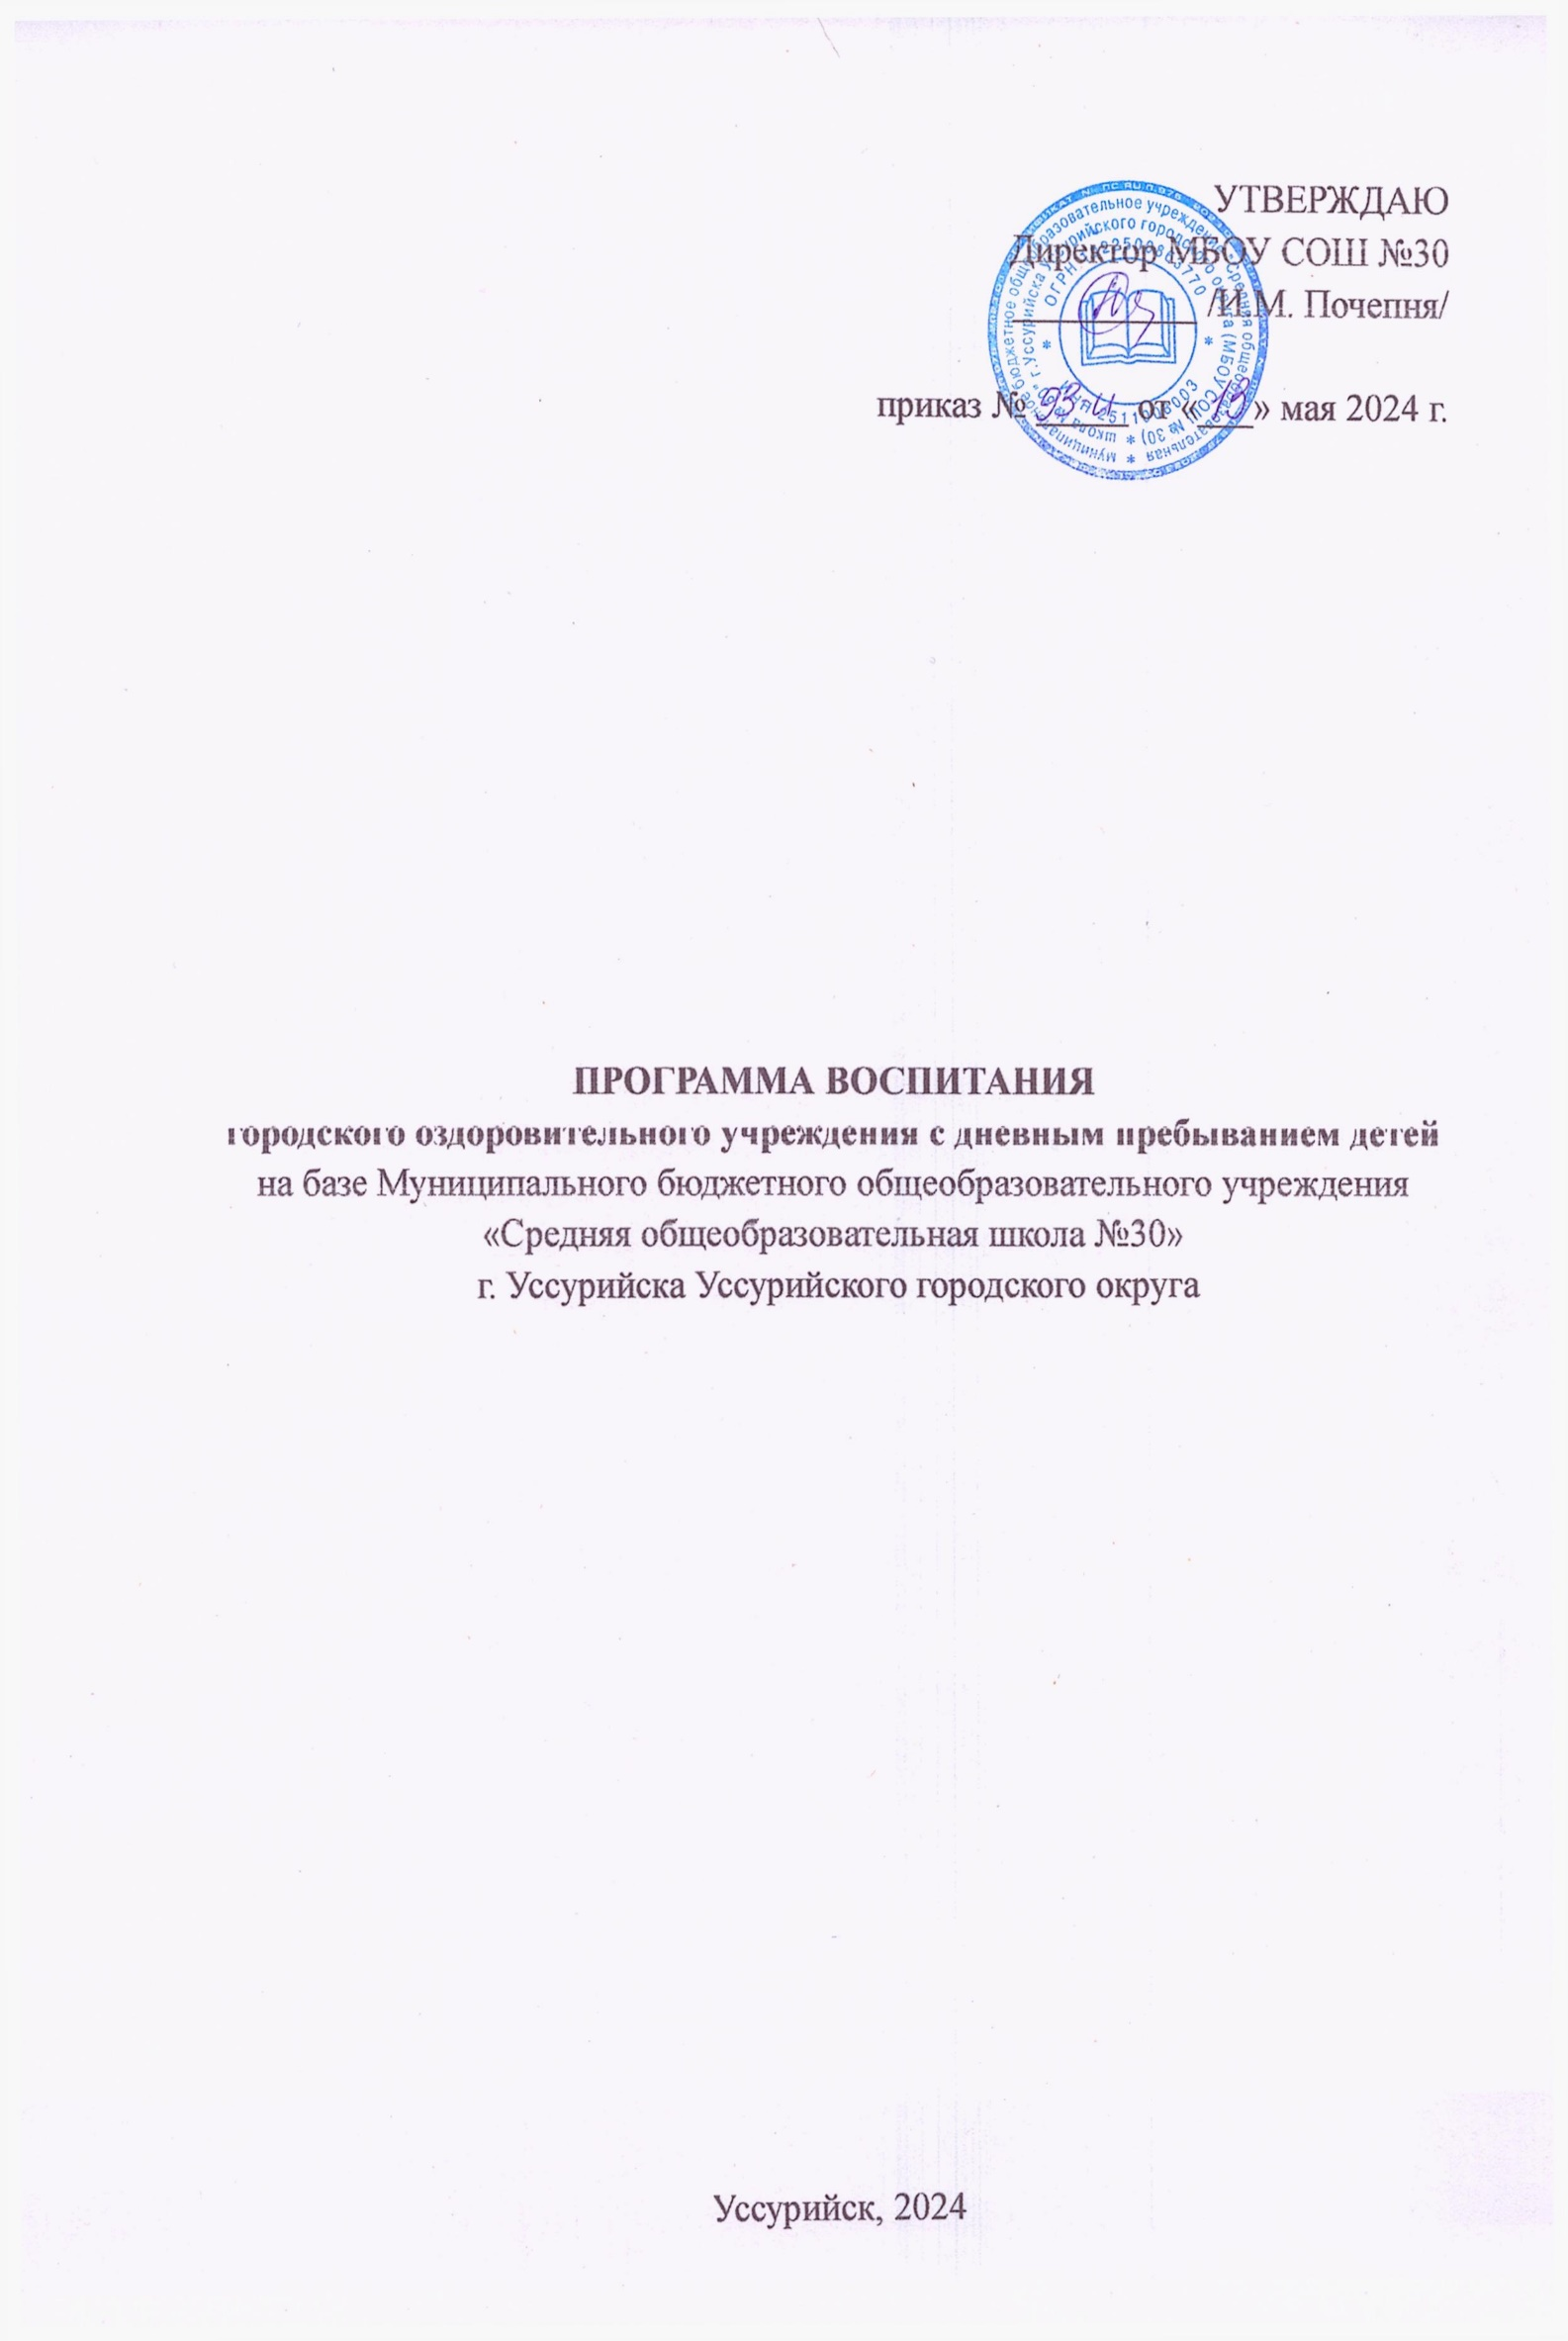 УТВЕРЖДАЮ
Директор МБОУ СОШ №30
/И.М. Почепня/
приказ № от «13» мая 2024 г.
ПРОГРАММА ВОСПИТАНИЯ
городского оздоровительного учреждения с дневным пребыванием детей
на базе Муниципального бюджетного общеобразовательного учреждения
«Средняя общеобразовательная школа №30»
г. Уссурийска Уссурийского городского округа
Уссурийск, 2024